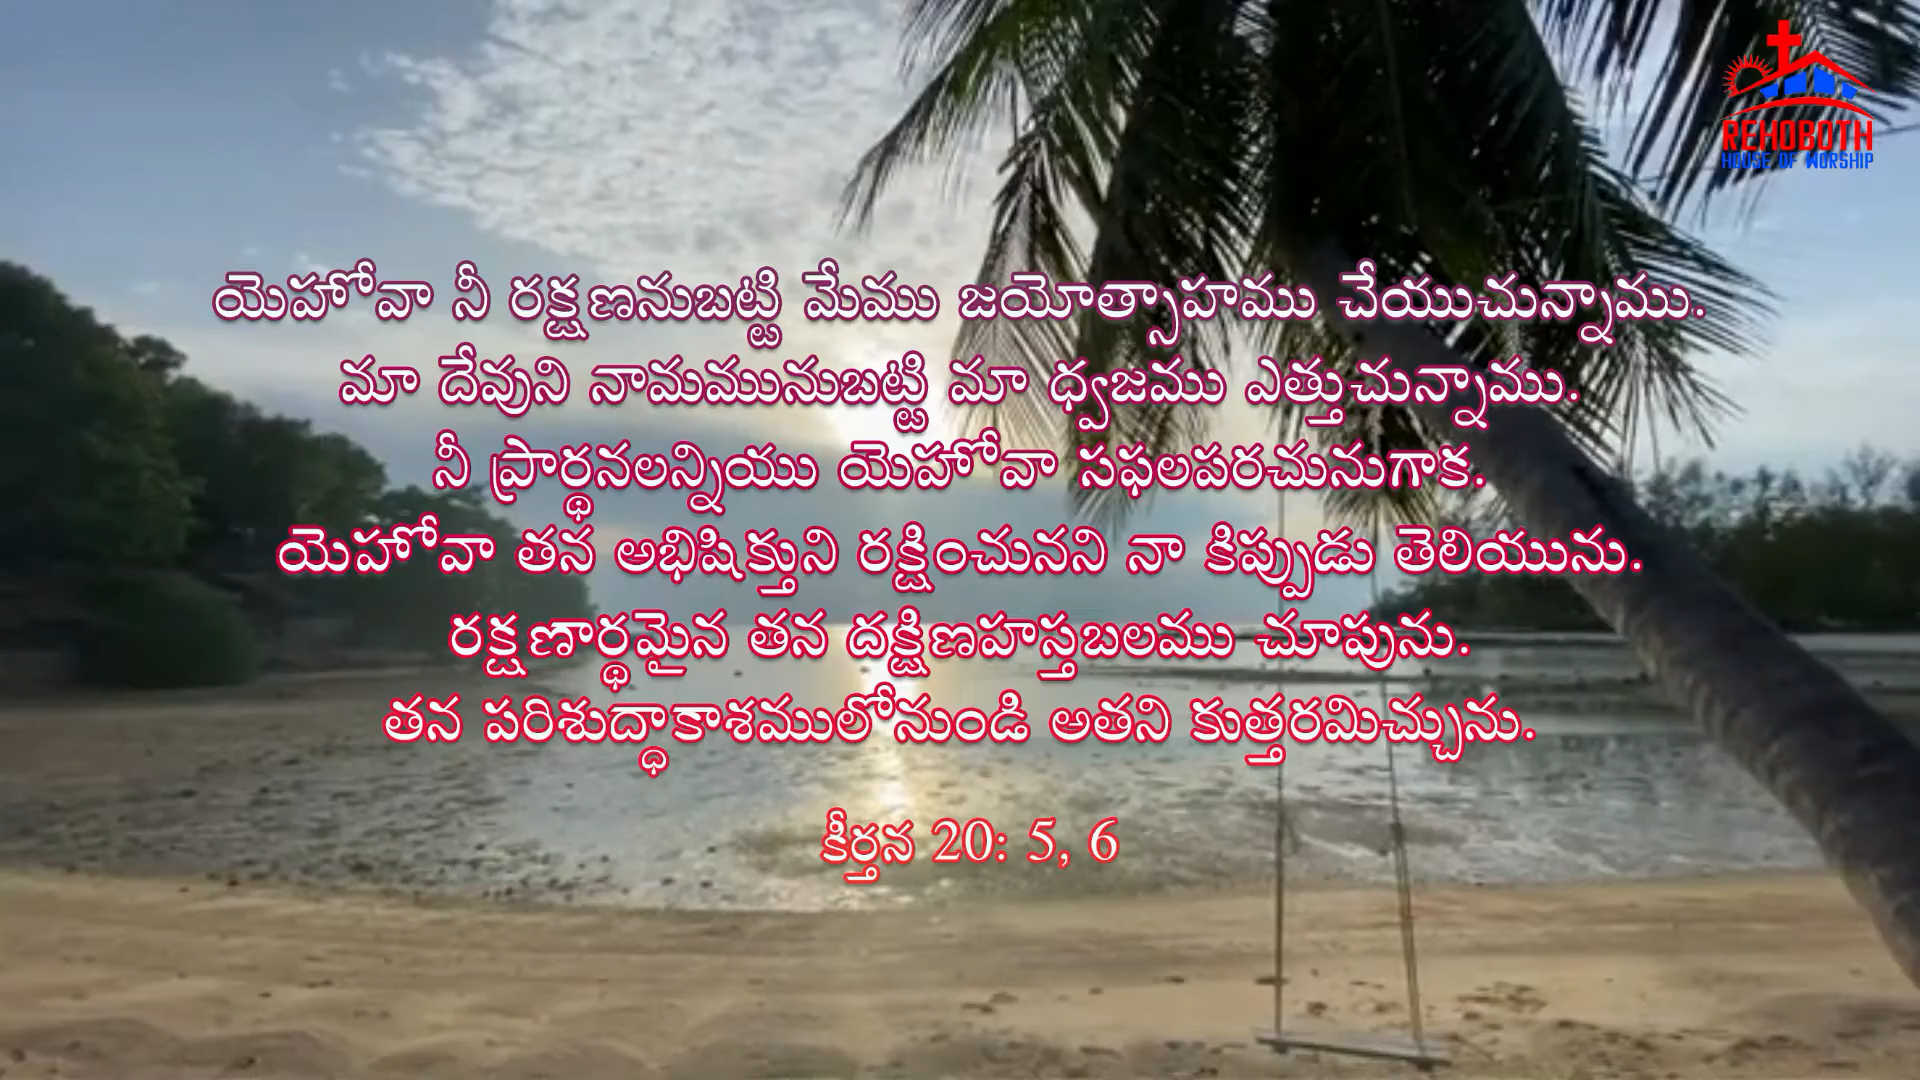 REHOBOTH
HOUSE OF WORSHIP
యెహోవా నీ రక్షణనుబట్టి మేము జయోత్సాహము చేయుచున్నాము.
మా దేవుని నామమునుబట్టి మా ధ్వజము ఎత్తుచున్నాము.
నీ ప్రార్థనలన్నియు యెహోవా సఫలపరచునుగాక.
యెహోవా తన అభిషిక్తుని రక్షించునని నా కిప్పుడు తెలియును.
రక్షణార్థమైన తన దక్షిణహస్తబలము చూపును.
తన పరిశుద్ధాకాశములోనుండి అతని కుత్తరమిచ్చును.
కీర్తన 20: 5, 6